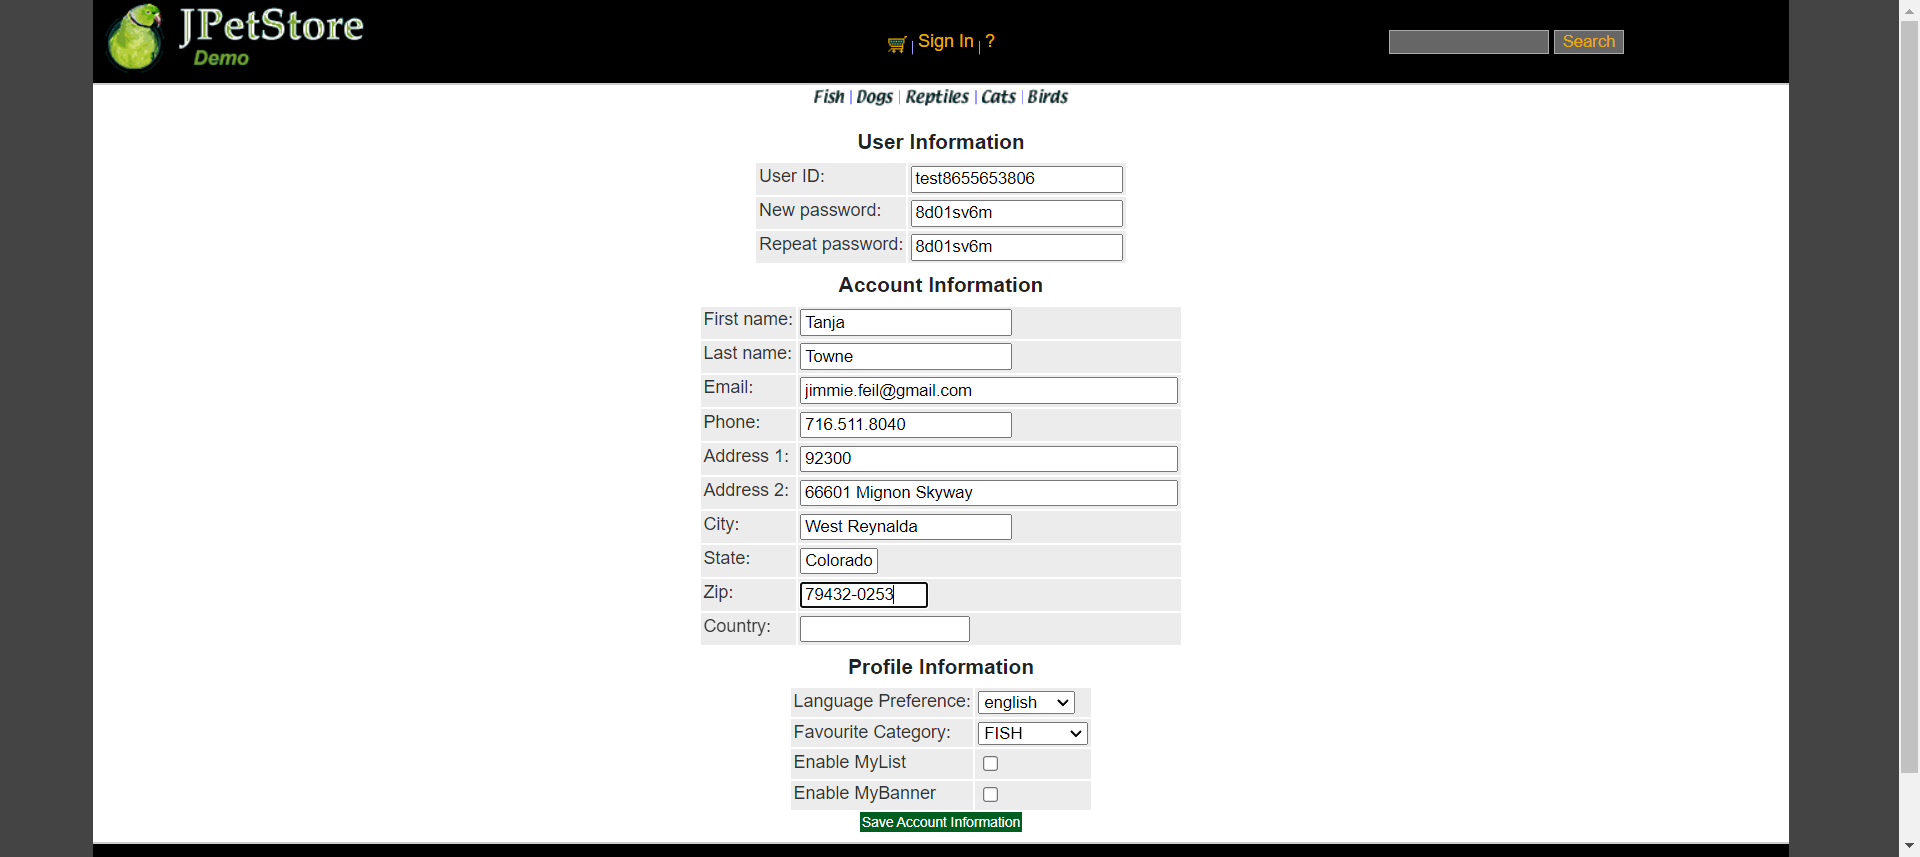 JPetStore
Demo
Sign In | ?
Search
Fish | Dogs | Reptiles | Cats | Birds
User Information
User ID: test8655653806
New password: 8d01sv6m
Repeat password: 8d01sv6m
Account Information
First name: Tanja
Last name: Towne
Email: jimmie.feil@gmail.com
Phone: 716.511.8040
Address 1: 92300
Address 2: 66601 Mignon Skyway
City: West Reynalda
State: Colorado
Zip: 79432-0253
Country:
Profile Information
Language Preference: english
Favourite Category: FISH
Enable MyList
Enable MyBanner
Save Account Information